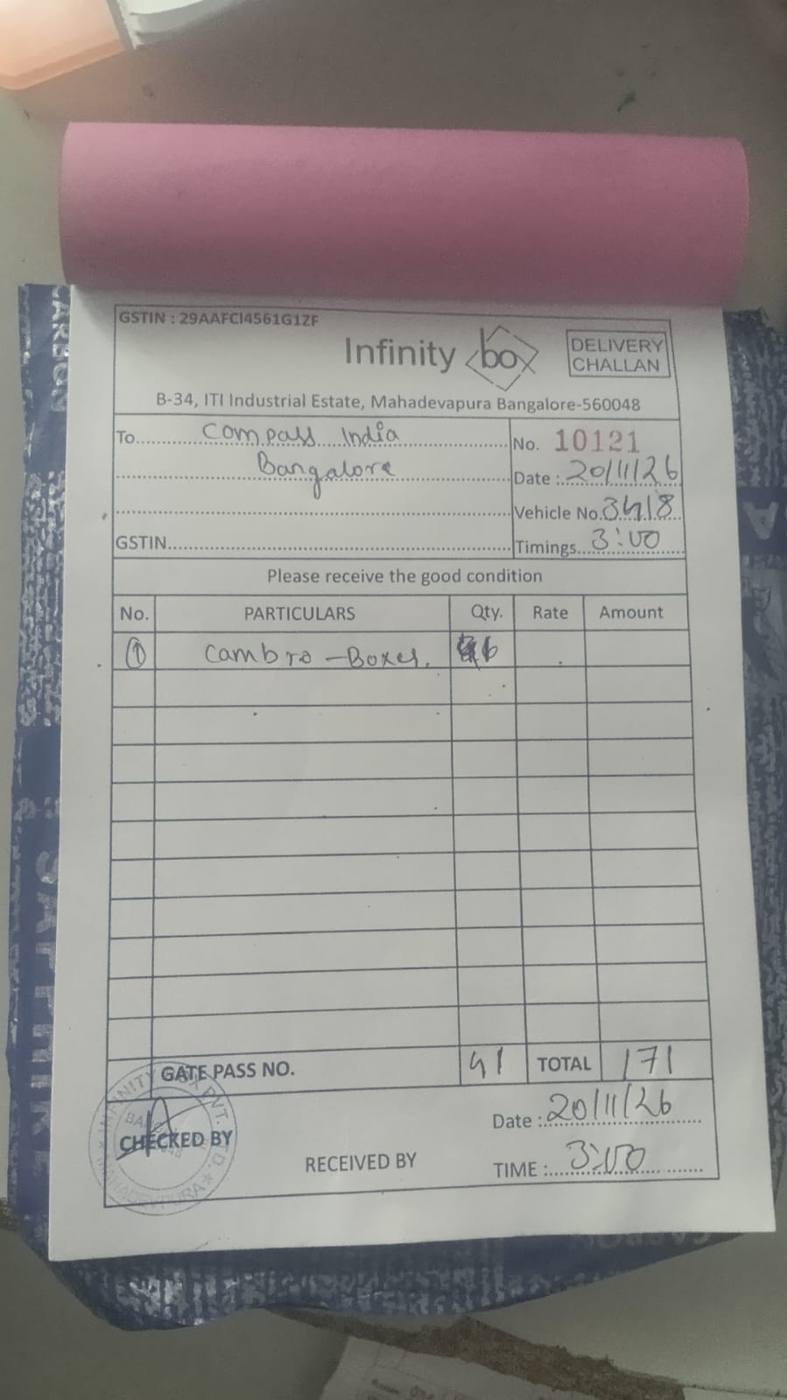 GSTIN : 29AAFCI4561G1ZF
Infinity box
DELIVERY CHALLAN
B-34, ITI Industrial Estate, Mahadevapura Bangalore-560048
To Compass India
Bangalore
No. 10121
Date : 20/11/26
Vehicle No. 3418
GSTIN
Timings 3:00
Please receive the good condition
No. PARTICULARS Qty. Rate Amount
① Cambro - Boxes. 6
GATE PASS NO. 41 TOTAL 171
CHECKED BY
RECEIVED BY
Date : 20/11/26
TIME : 3:00
CARBON
SAPPHIRE